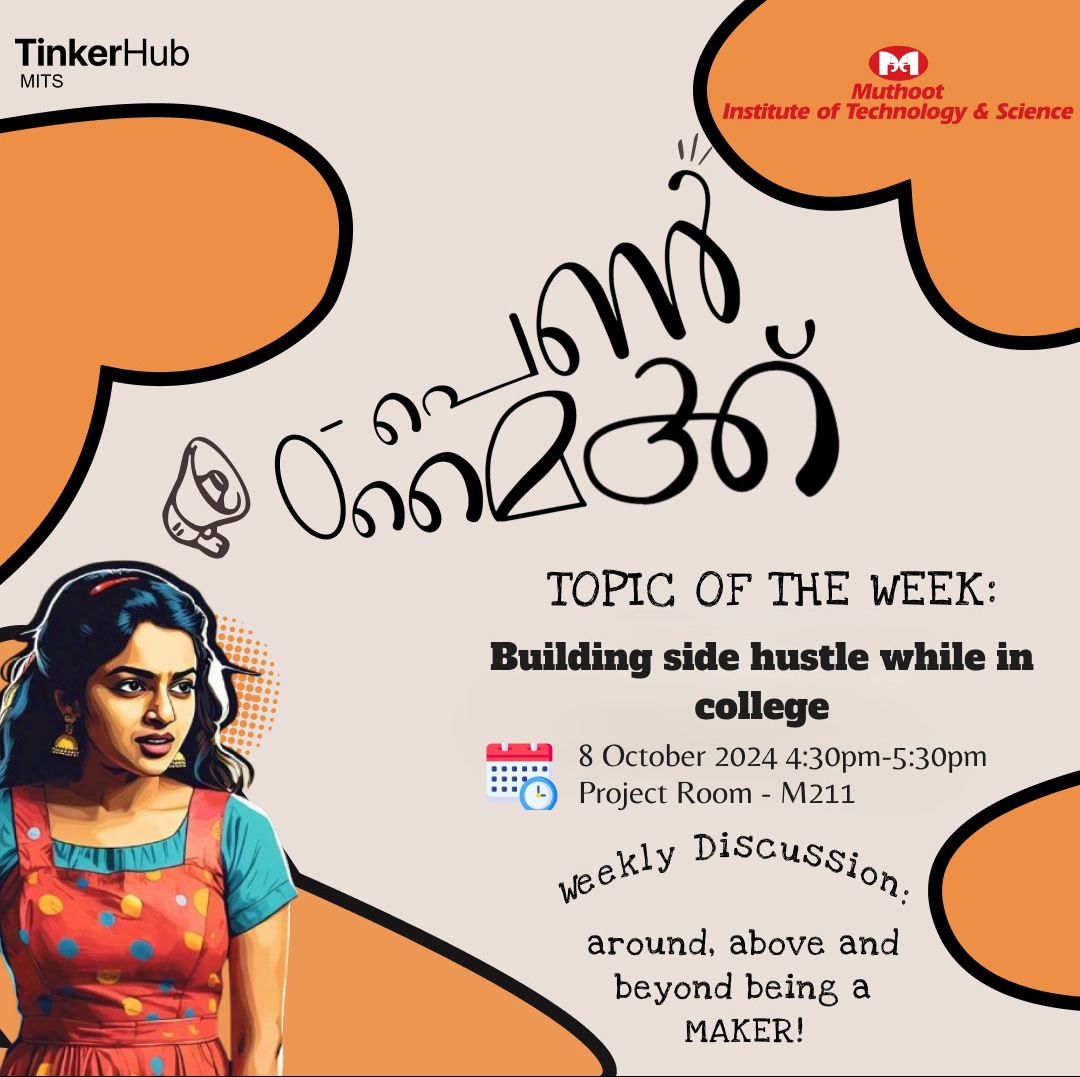 TinkerHub
MITS
Muthoot
Institute of Technology & Science
പെൺ
മൈക്ക്
TOPIC OF THE WEEK:
Building side hustle while in
college
8 October 2024 4:30pm-5:30pm
Project Room - M211
Weekly Discussion:
around, above and
beyond being a
MAKER!